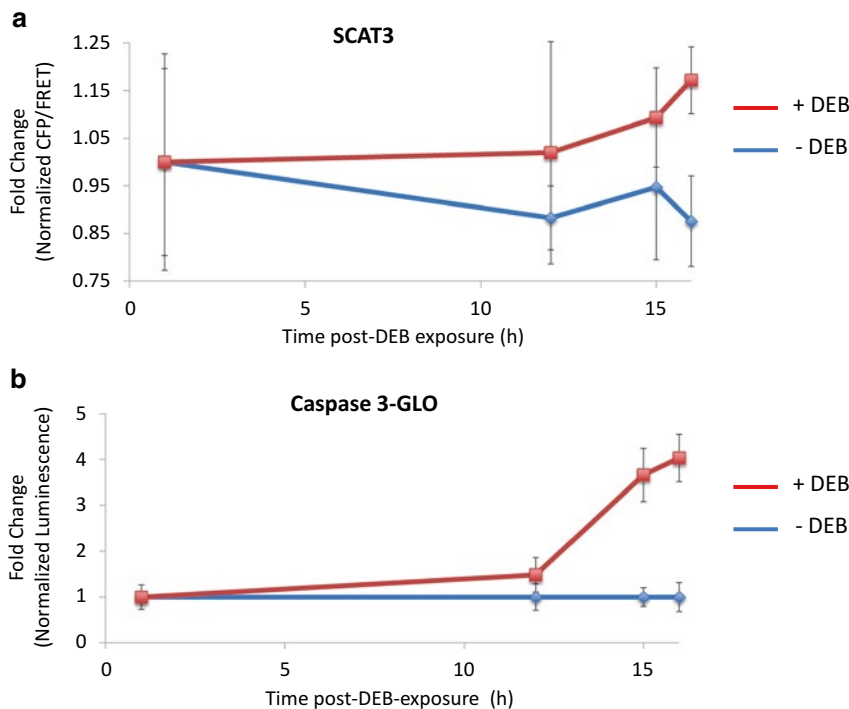 a
SCAT3
Fold Change
(Normalized CFP/FRET)
1.25
1.15
1.05
0.95
0.85
0.75
0 5 10 15
Time post-DEB exposure (h)
+ DEB
- DEB
b
Caspase 3-GLO
Fold Change
(Normalized Luminescence)
5
4
3
2
1
0
0 5 10 15
Time post-DEB-exposure (h)
+ DEB
- DEB